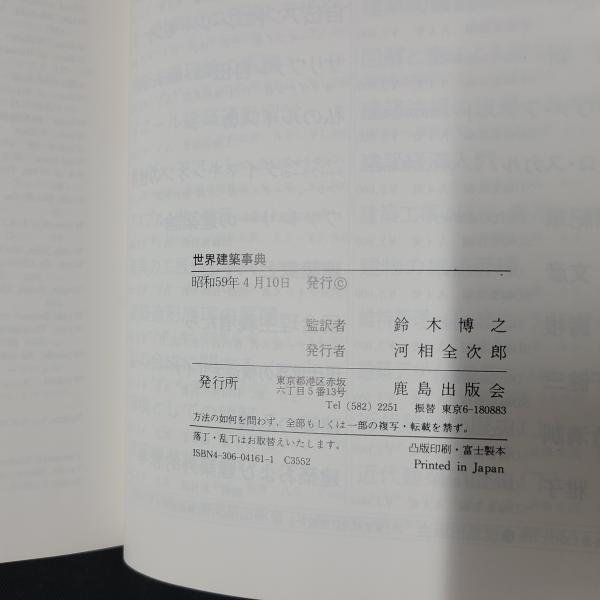 世界建築事典
昭和59年4月10日 発行©
監訳者 鈴木博之
発行者 河相全次郎
発行所 東京都港区赤坂六丁目5番13号 鹿島出版会
Tel (582) 2251 振替 東京6-180883
方法の如何を問わず、全部もしくは一部の複写・転載を禁ず。
落丁・乱丁はお取替えいたします。 凸版印刷・富士製本
ISBN4-306-04161-1 C3552 Printed in Japan